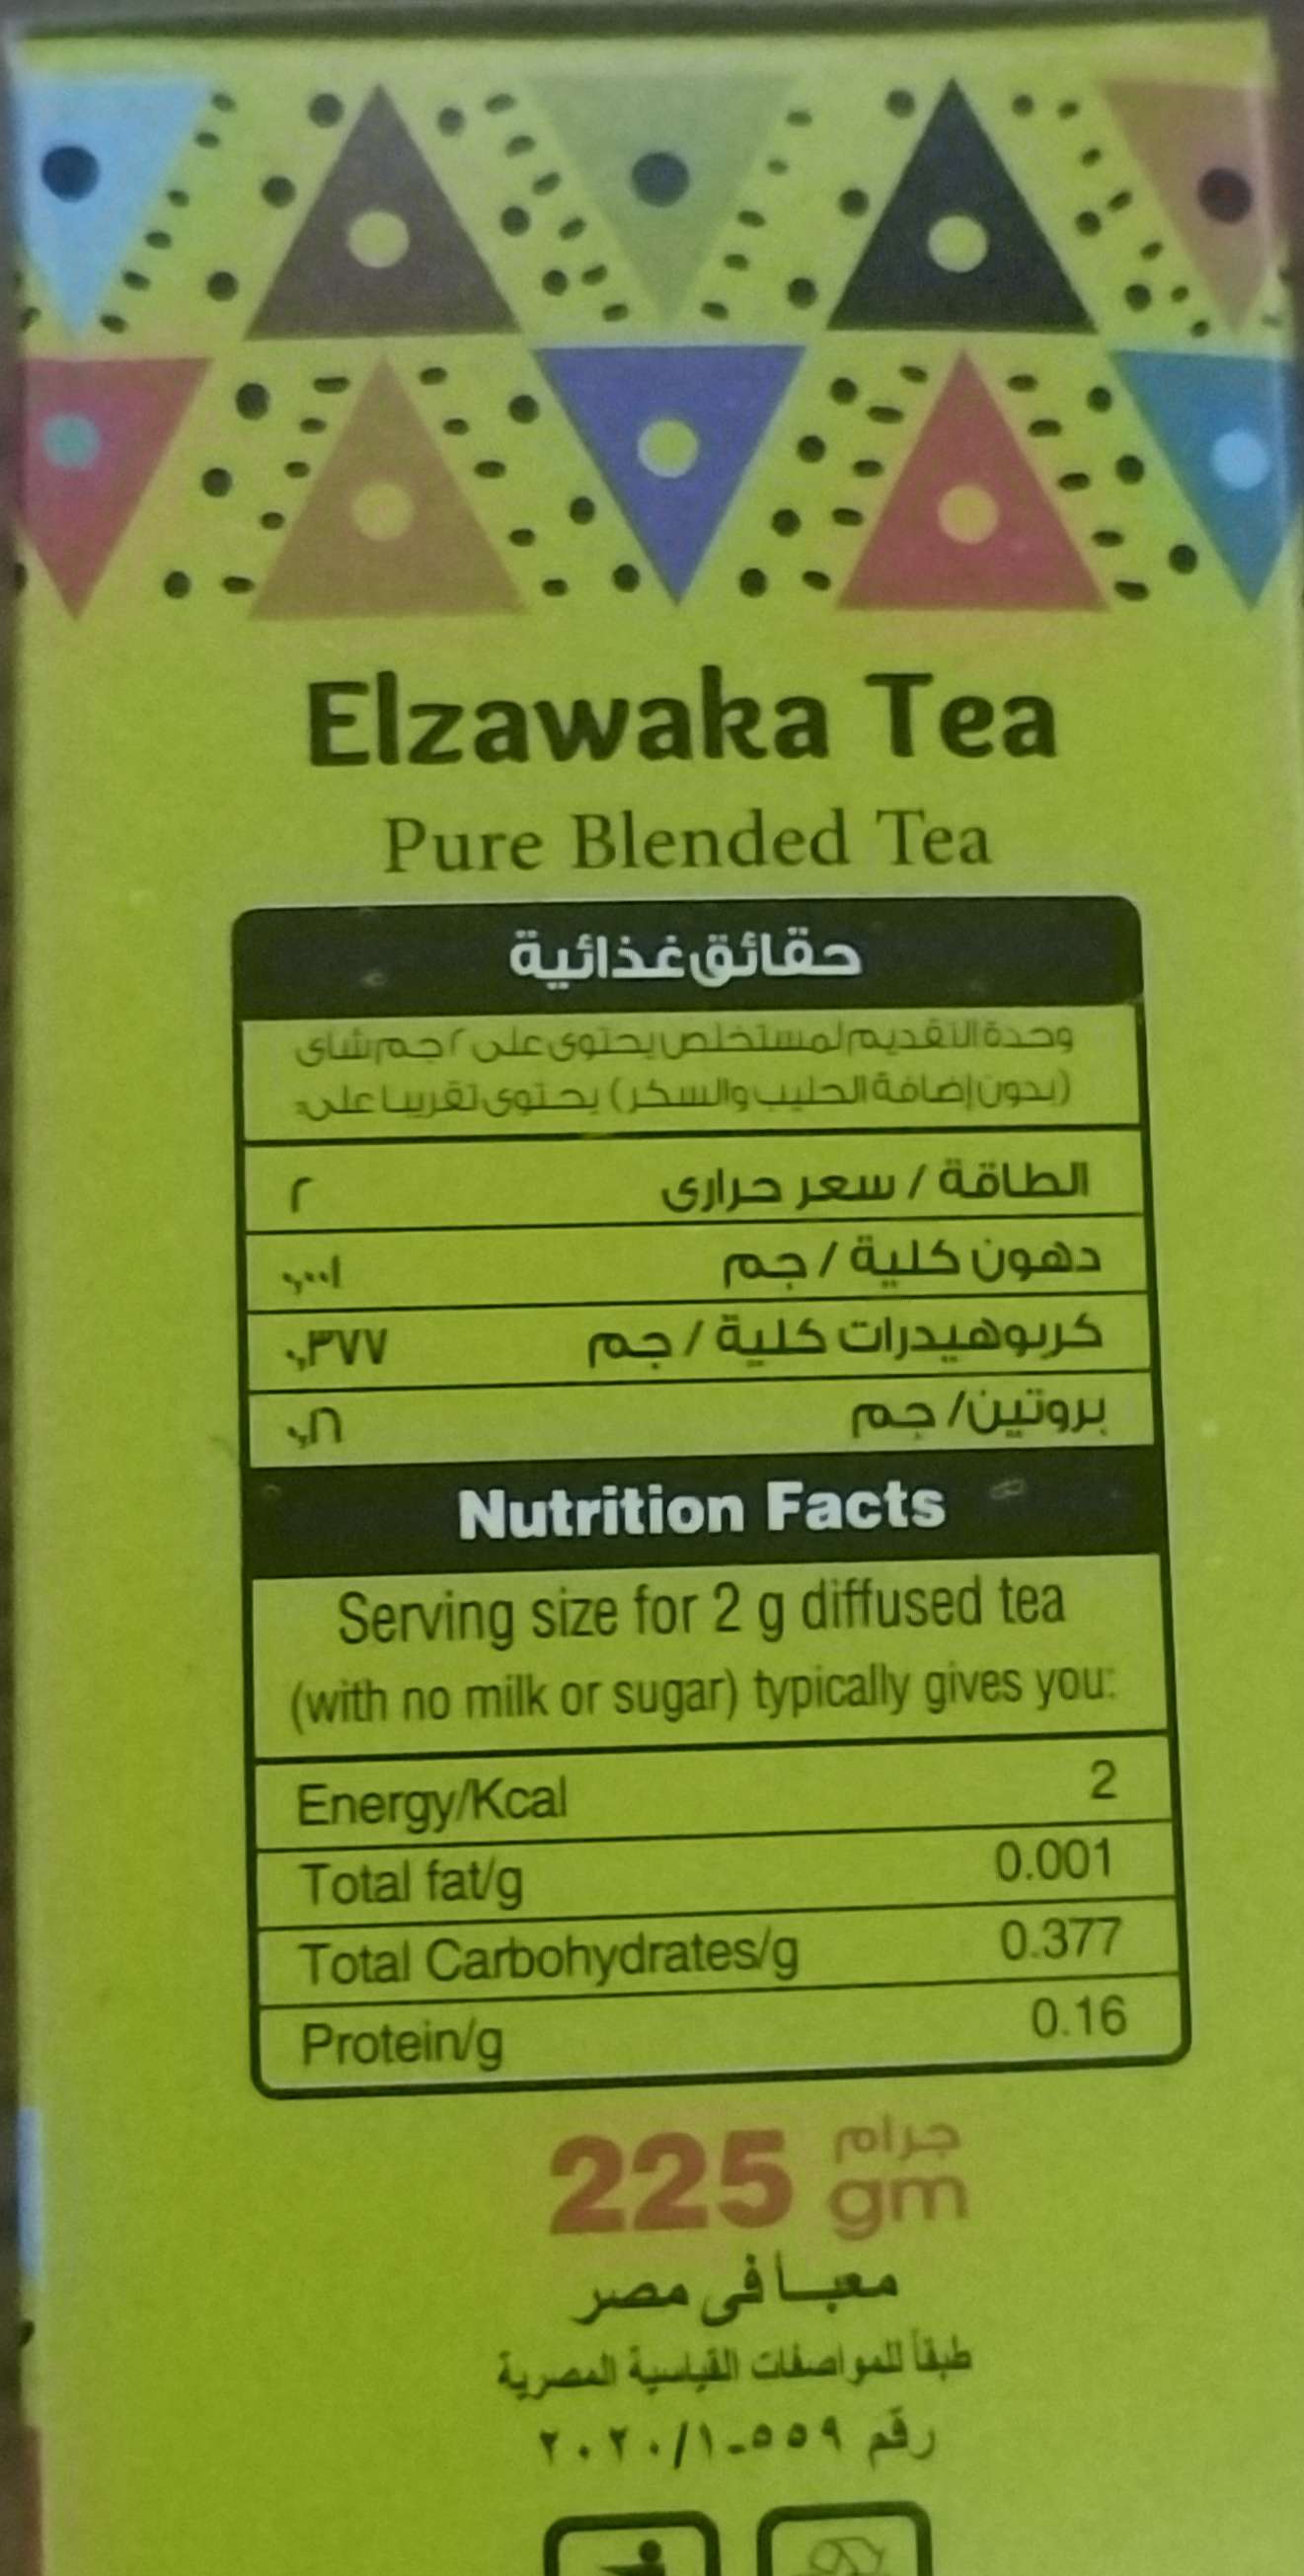 Elzawaka Tea
Pure Blended Tea
حقائق غذائية
وحدة التقديم لمستخلص يحتوى على ٢ جم شاى
(بدون إضافة الحليب والسكر) يحتوى تقريبا على:
الطاقة / سعر حرارى ٢
دهون كلية / جم ٠,٠٠١
كربوهيدرات كلية / جم ٠,٣٧٧
بروتين/ جم ٠,١٦
Nutrition Facts
Serving size for 2 g diffused tea
(with no milk or sugar) typically gives you:
Energy/Kcal 2
Total fat/g 0.001
Total Carbohydrates/g 0.377
Protein/g 0.16
225 جرام gm
معبأ فى مصر
طبقاً للمواصفات القياسية المصرية
رقم ٥٥٩-٢٠٢٠/١